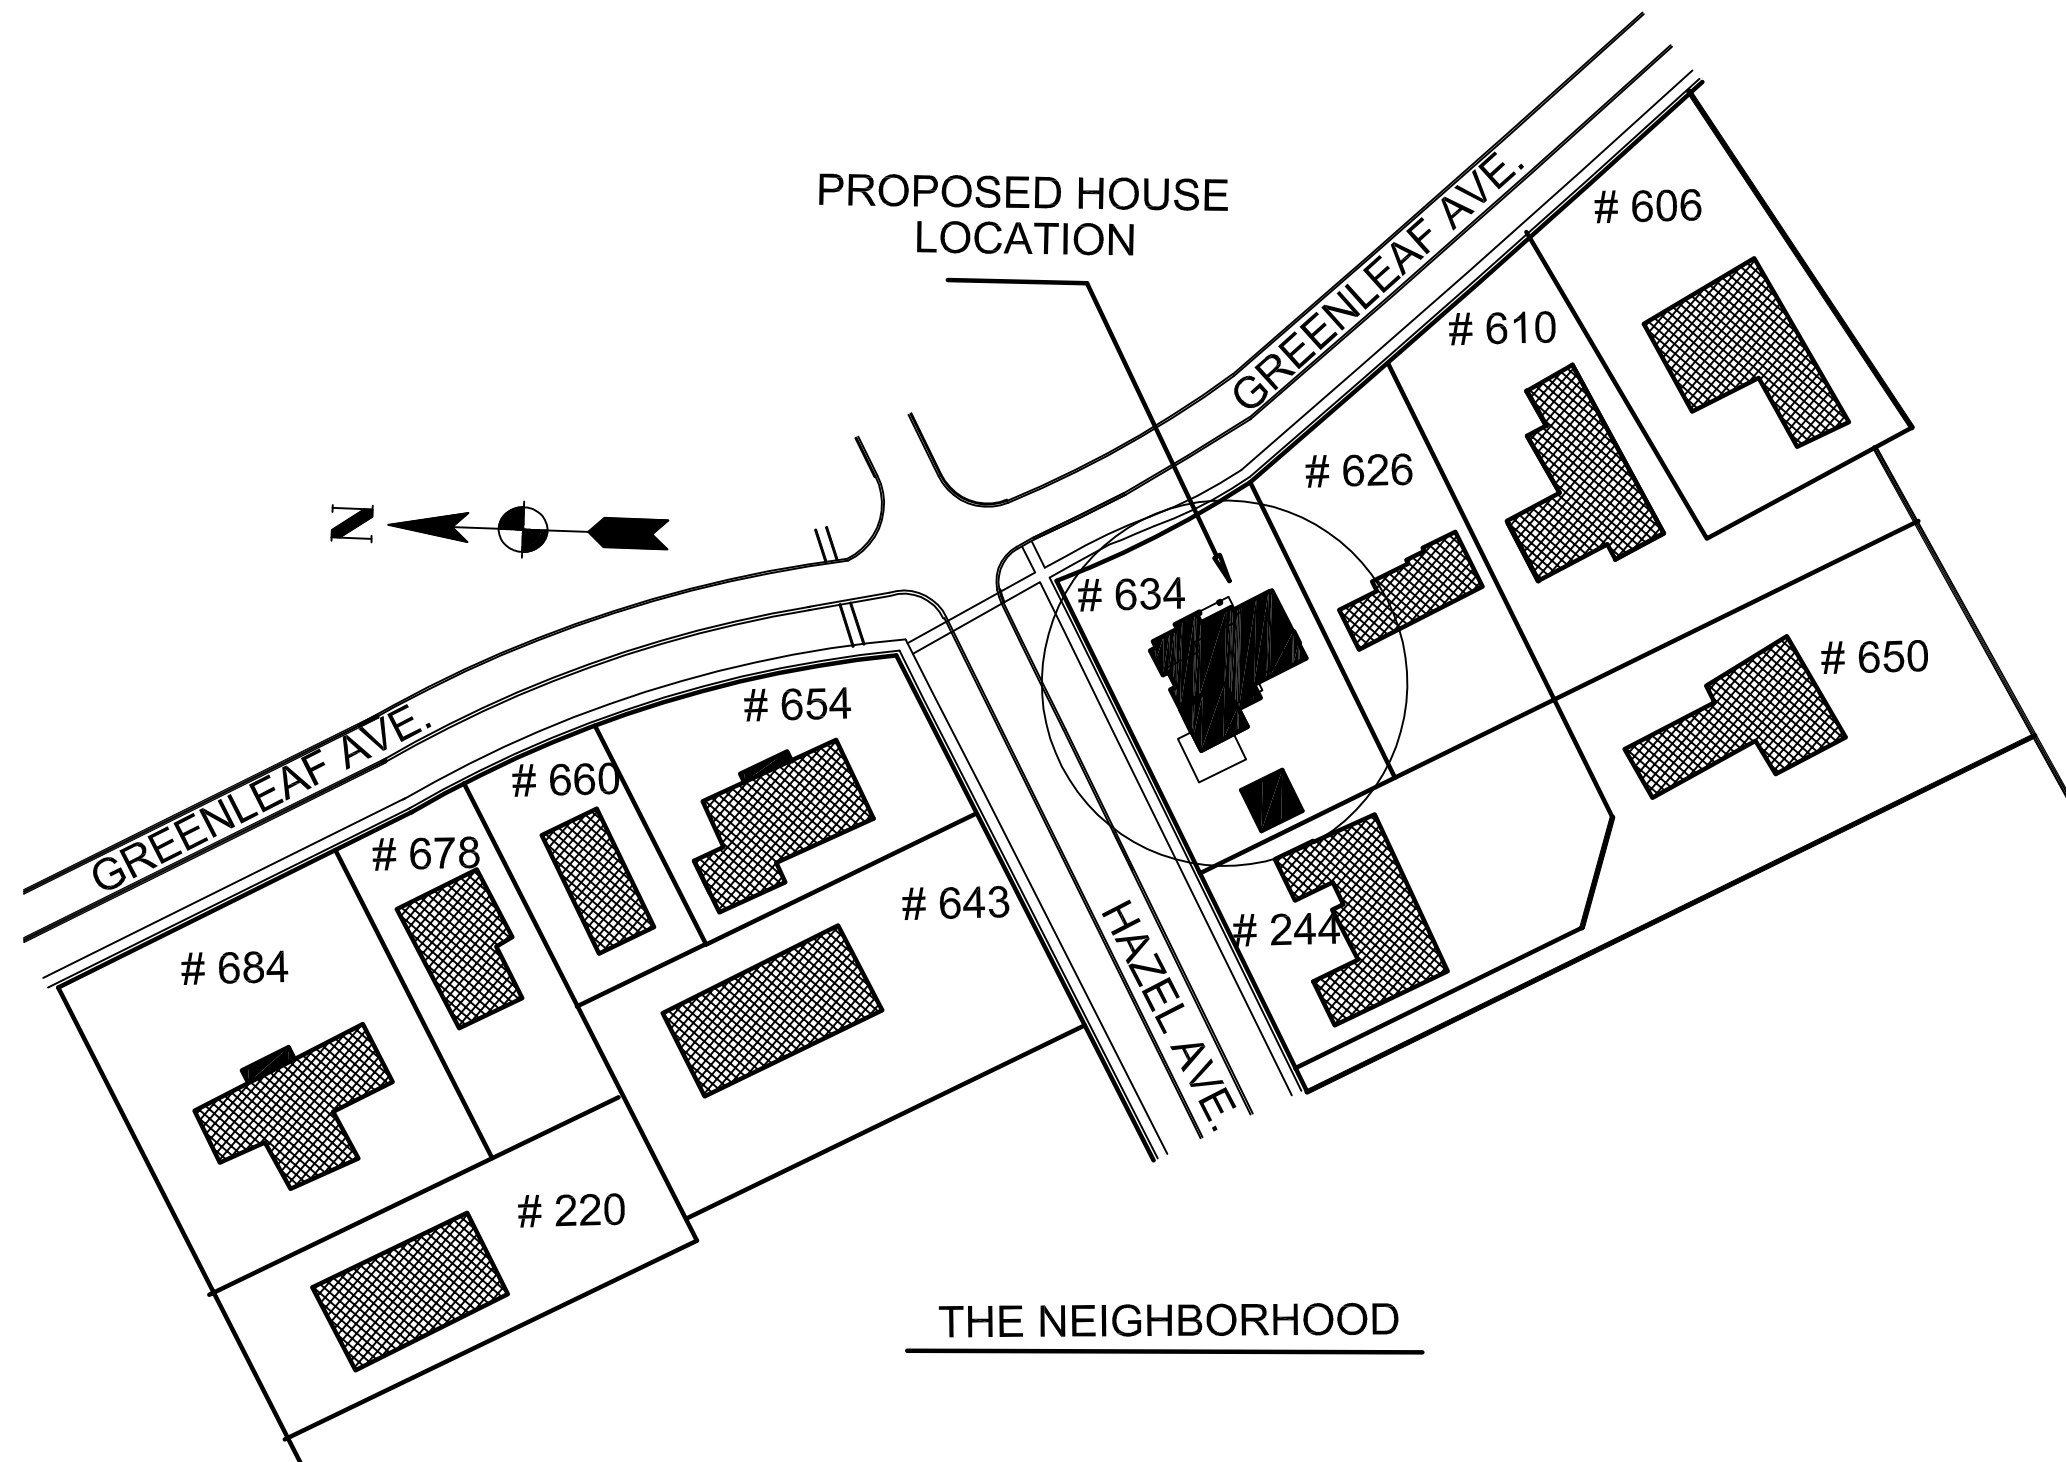 PROPOSED HOUSE
LOCATION
GREENLEAF AVE.
# 606
# 610
# 626
N
# 634
# 650
# 654
GREENLEAF AVE.
# 660
# 678
# 643
# 244
HAZEL AVE.
# 684
# 220
THE NEIGHBORHOOD